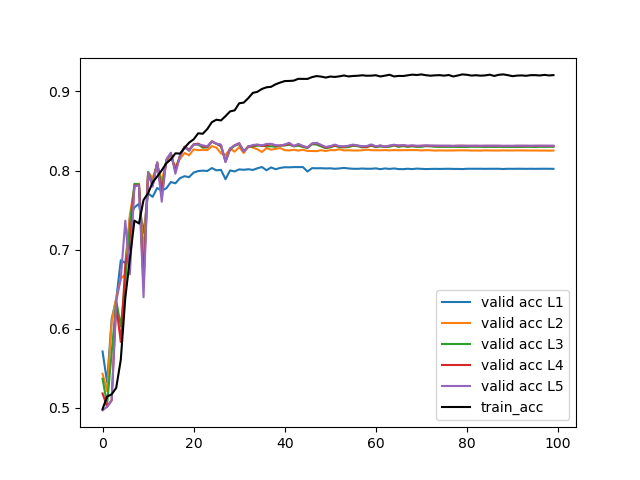 0.9
0.8
0.7
0.6
0.5
0 20 40 60 80 100
valid acc L1
valid acc L2
valid acc L3
valid acc L4
valid acc L5
train_acc